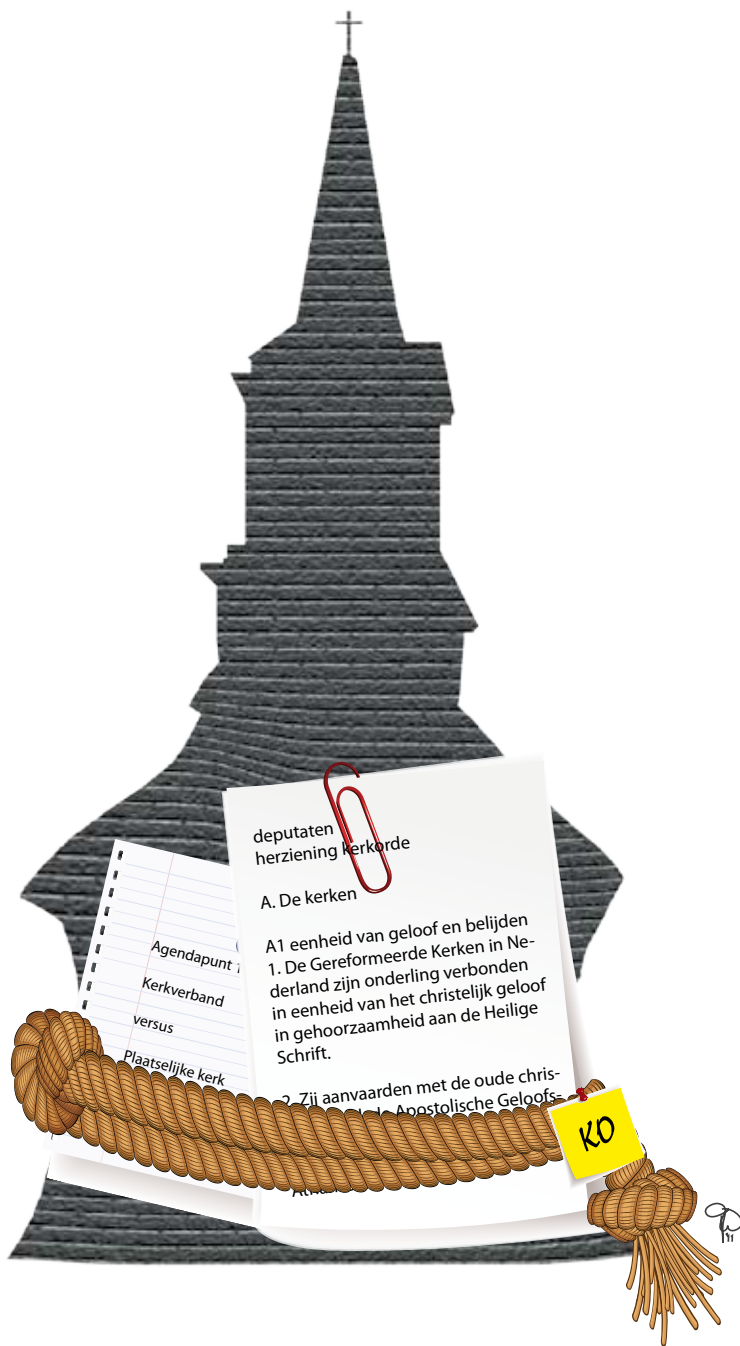 deputaten
herziening kerkorde
A. De kerken
A1 eenheid van geloof en belijden
1. De Gereformeerde Kerken in Ne-
derland zijn onderling verbonden
in eenheid van het christelijk geloof
in gehoorzaamheid aan de Heilige
Schrift.
2. Zij aanvaarden met de oude chris-
Apostolische Geloofs-
Agendapunt 1
Kerkverband
versus
Plaatselijke kerk
KO